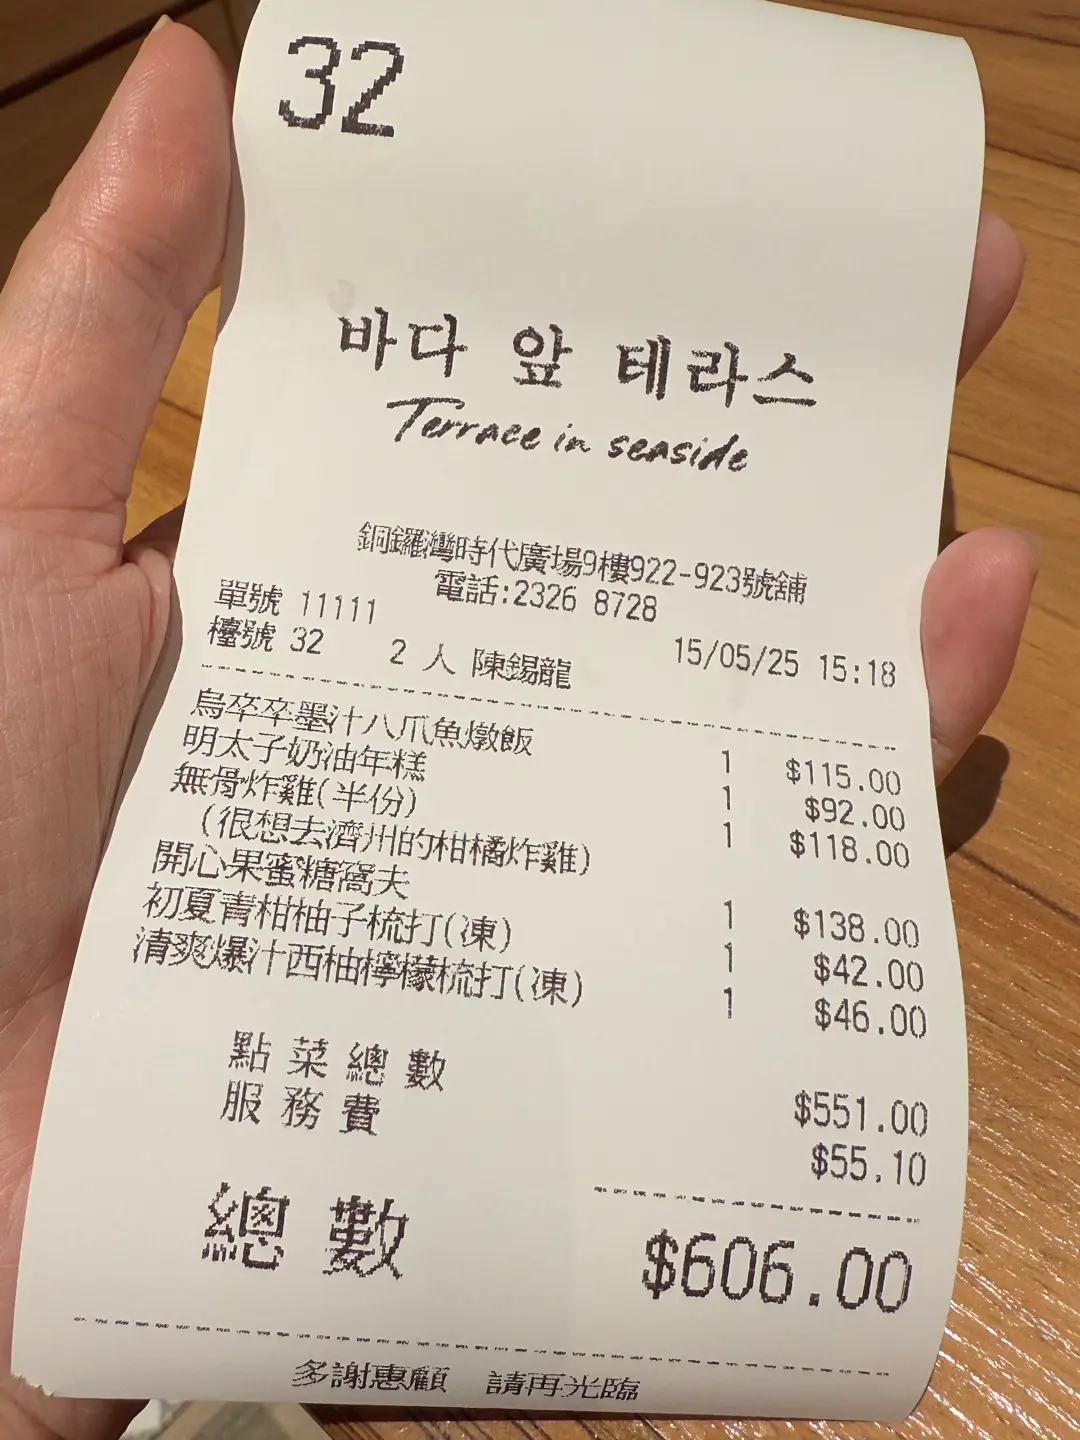 32
바다 앞 테라스
Terrace in seaside
銅鑼灣時代廣場9樓922-923號舖
電話:2326 8728
單號 11111
檯號 32 2 人 陳錫龍 15/05/25 15:18
烏卒卒墨汁八爪魚燉飯 1 $115.00
明太子奶油年糕 1 $92.00
無骨炸雞(半份) 1 $118.00
(很想去濟州的柑橘炸雞)
開心果蜜糖窩夫 1 $138.00
初夏青柑柚子梳打(凍) 1 $42.00
清爽爆汁西柚檸檬梳打(凍) 1 $46.00
點菜總數 $551.00
服務費 $55.10
總數 $606.00
多謝惠顧 請再光臨